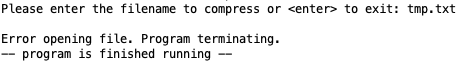 Please enter the filename to compress or <enter> to exit: tmp.txt
Error opening file. Program terminating.
-- program is finished running --